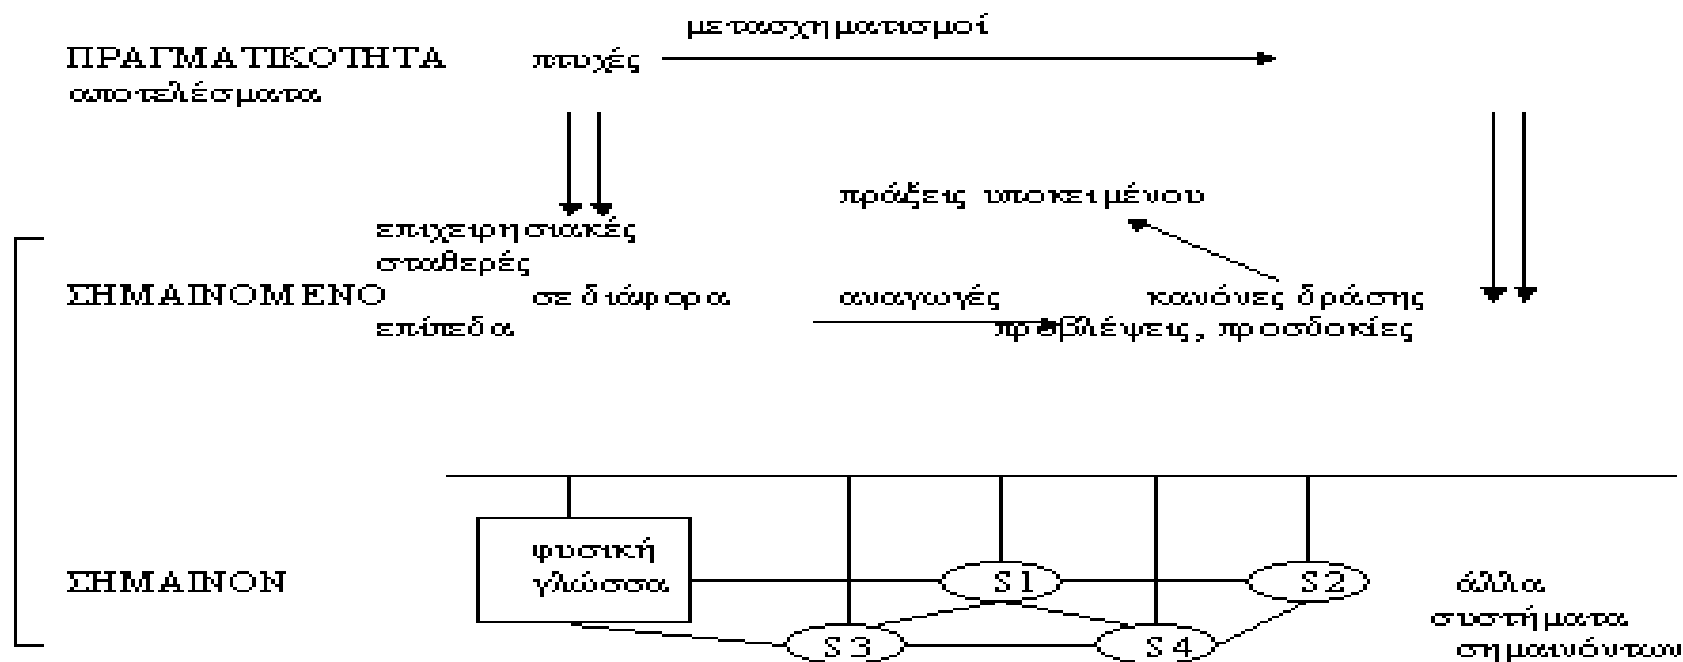 μετασχηματισμοί
ΠΡΑΓΜΑΤΙΚΟΤΗΤΑ πτυχές
αποτελέσματα
πράξεις υποκειμένου
επιχειρησιακές
σταθερές
ΣΗΜΑΙΝΟΜΕΝΟ σε διάφορα αναγωγές κανόνες δράσης
επίπεδα προβλέψεις, προσδοκίες
φυσική
ΣΗΜΑΙΝΟΝ γλώσσα S1 S2 άλλα
συστήματα
S3 S4 σημαινόντων